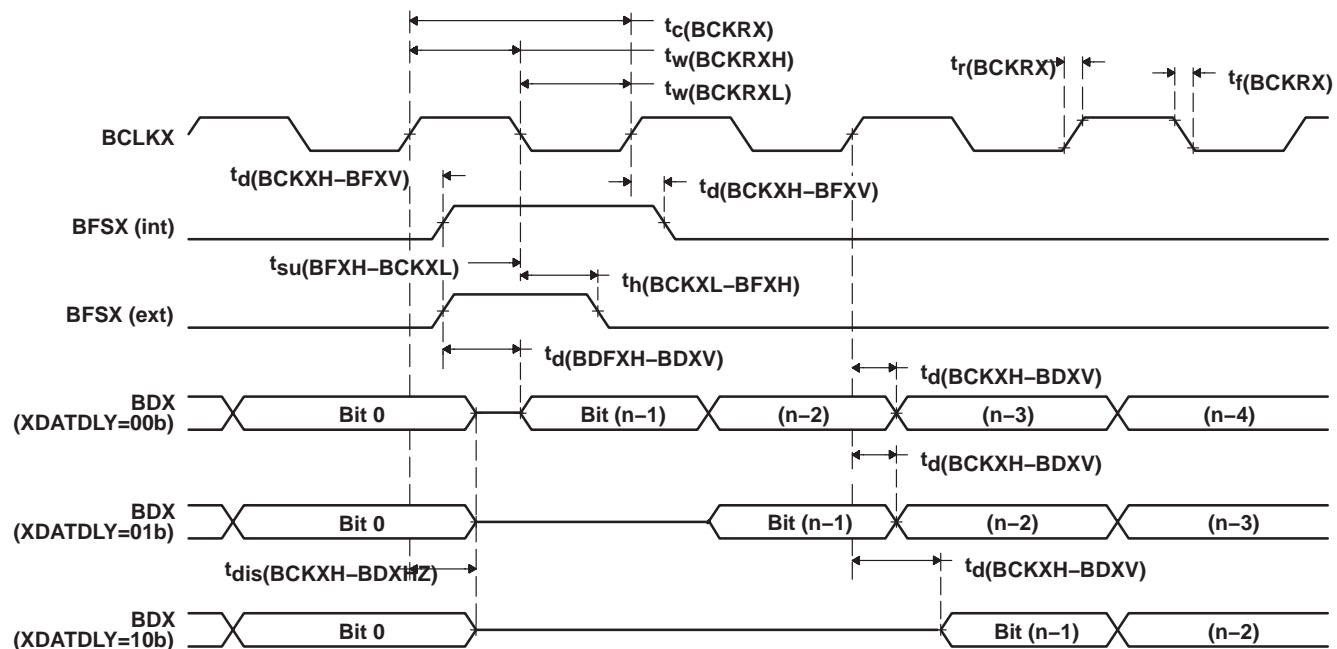 tc(BCKRX)
tw(BCKRXH)
tr(BCKRX)
tf(BCKRX)
tw(BCKRXL)
BCLKX
td(BCKXH–BFXV)
td(BCKXH–BFXV)
BFSX (int)
tsu(BFXH–BCKXL)
th(BCKXL–BFXH)
BFSX (ext)
td(BDFXH–BDXV)
td(BCKXH–BDXV)
BDX
(XDATDLY=00b)
Bit 0
Bit (n–1)
(n–2)
(n–3)
(n–4)
td(BCKXH–BDXV)
BDX
(XDATDLY=01b)
Bit 0
Bit (n–1)
(n–2)
(n–3)
tdis(BCKXH–BDXHZ)
td(BCKXH–BDXV)
BDX
(XDATDLY=10b)
Bit 0
Bit (n–1)
(n–2)